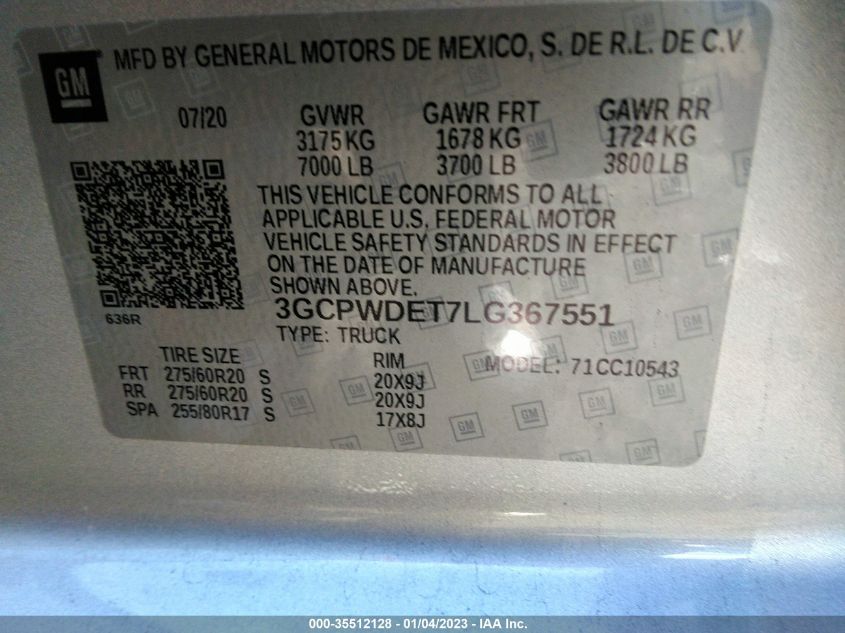 GM
MFD BY GENERAL MOTORS DE MEXICO, S. DE R.L. DE C.V
07/20 GVWR GAWR FRT GAWR RR
3175 KG 1678 KG 1724 KG
7000 LB 3700 LB 3800 LB
THIS VEHICLE CONFORMS TO ALL
APPLICABLE U.S. FEDERAL MOTOR
VEHICLE SAFETY STANDARDS IN EFFECT
ON THE DATE OF MANUFACTURE
SHOWN ABOVE.
636R
3GCPWDET7LG367551
TYPE: TRUCK
TIRE SIZE RIM MODEL: 71CC10543
FRT 275/60R20 S 20X9J
RR 275/60R20 S 20X9J
SPA 255/80R17 S 17X8J
000-35512128 - 01/04/2023 - IAA Inc.